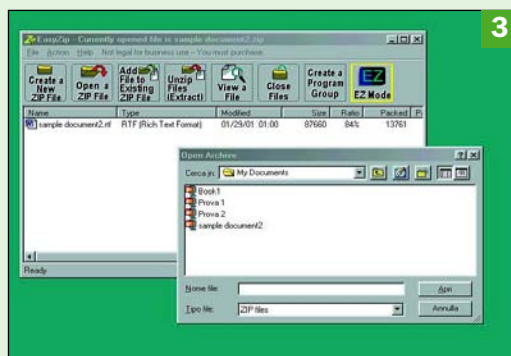 3
EasyZip - Currently opened file is sample document2.zip
File Action Help Not legal for business use - You must purchase.
Create a New ZIP File
Open a ZIP File
Add File to Existing ZIP File
Unzip Files (Extract)
View a File
Close Files
Create a Program Group
EZ
EZ Mode
Name Type Modified Size Ratio Packed P
sample document2.rtf RTF (Rich Text Format) 01/29/01 01:00 87660 84% 13761
Ready
Open Archive
Cerca in: My Documents
Book1
Prova 1
Prova 2
sample document2
Nome file:
Apri
Tipo file: ZIP files
Annulla